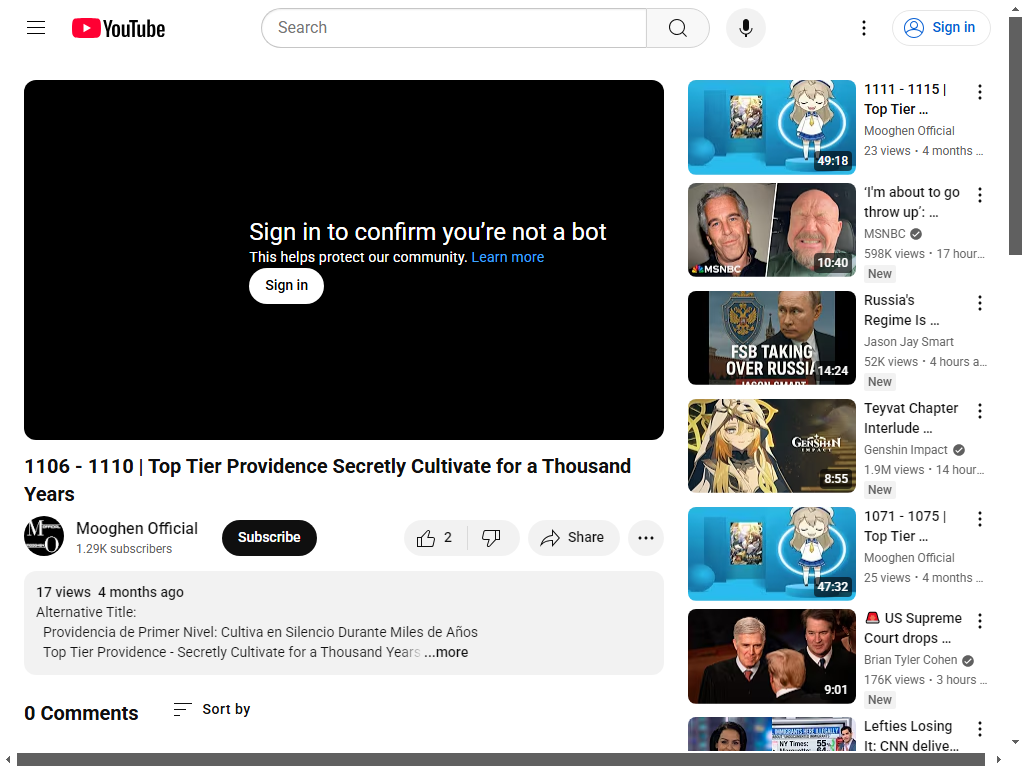 YouTube
Search
Sign in
Sign in to confirm you’re not a bot
This helps protect our community. Learn more
Sign in
1106 - 1110 | Top Tier Providence Secretly Cultivate for a Thousand
Years
Mooghen Official
1.29K subscribers
Subscribe
2
Share
17 views 4 months ago
Alternative Title:
Providencia de Primer Nivel: Cultiva en Silencio Durante Miles de Años
Top Tier Providence - Secretly Cultivate for a Thousand Years ...more
0 Comments
Sort by
49:18
1111 - 1115 |
Top Tier ...
Mooghen Official
23 views • 4 months ...
MSNBC
10:40
‘I'm about to go
throw up’: ...
MSNBC
598K views • 17 hour...
New
FSB TAKING
OVER RUSSIA
JASON SMART
14:24
Russia's
Regime Is ...
Jason Jay Smart
52K views • 4 hours a...
New
GENSHIN
IMPACT
8:55
Teyvat Chapter
Interlude ...
Genshin Impact
1.9M views • 14 hour...
New
47:32
1071 - 1075 |
Top Tier ...
Mooghen Official
25 views • 4 months ...
9:01
🚨 US Supreme
Court drops ...
Brian Tyler Cohen
176K views • 3 hours ...
New
IMMIGRANTS HERE ILLEGALLY
NY Times: 55%
Lefties Losing
It: CNN delive...